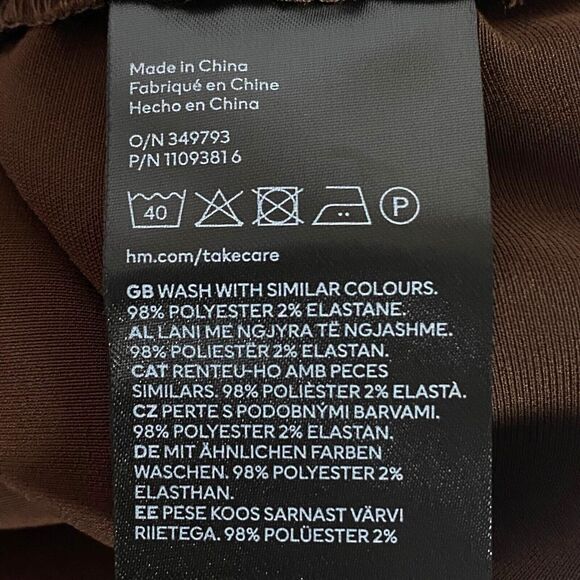 Made in China
Fabriqué en Chine
Hecho en China
O/N 349793
P/N 11093816
40
P
hm.com/takecare
GB WASH WITH SIMILAR COLOURS.
98% POLYESTER 2% ELASTANE.
AL LANI ME NGJYRA TË NGJASHME.
98% POLIESTËR 2% ELASTAN.
CAT RENTEU-HO AMB PECES
SIMILARS. 98% POLIÈSTER 2% ELASTÀ.
CZ PERTE S PODOBNÝMI BARVAMI.
98% POLYESTER 2% ELASTAN.
DE MIT ÄHNLICHEN FARBEN
WASCHEN. 98% POLYESTER 2%
ELASTHAN.
EE PESE KOOS SARNAST VÄRVI
RIIETEGA. 98% POLÜESTER 2%